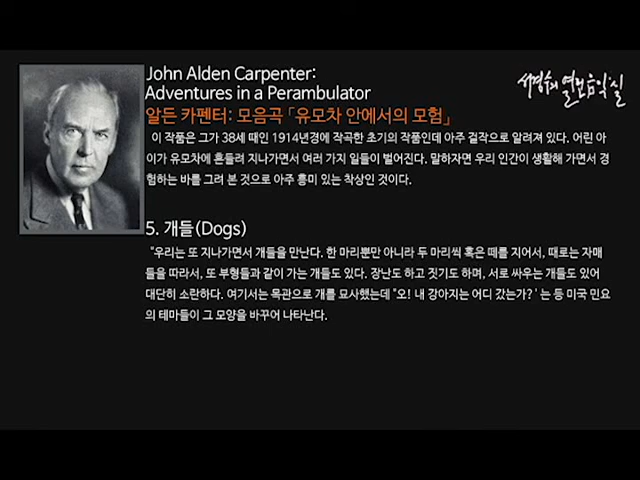 John Alden Carpenter:
Adventures in a Perambulator
서경수의 열린음악실
알든 카펜터: 모음곡 「유모차 안에서의 모험」
이 작품은 그가 38세 때인 1914년경에 작곡한 초기의 작품인데 아주 걸작으로 알려져 있다. 어린 아
이가 유모차에 흔들려 지나가면서 여러 가지 일들이 벌어진다. 말하자면 우리 인간이 생활해 가면서 경
험하는 바를 그려 본 것으로 아주 흥미 있는 착상인 것이다.
5. 개들(Dogs)
"우리는 또 지나가면서 개들을 만난다. 한 마리뿐만 아니라 두 마리씩 혹은 떼를 지어서, 때로는 자매
들을 따라서, 또 부형들과 같이 가는 개들도 있다. 장난도 하고 짓기도 하며, 서로 싸우는 개들도 있어
대단히 소란하다. 여기서는 목관으로 개를 묘사했는데 "오! 내 강아지는 어디 갔는가? ' 는 등 미국 민요
의 테마들이 그 모양을 바꾸어 나타난다.